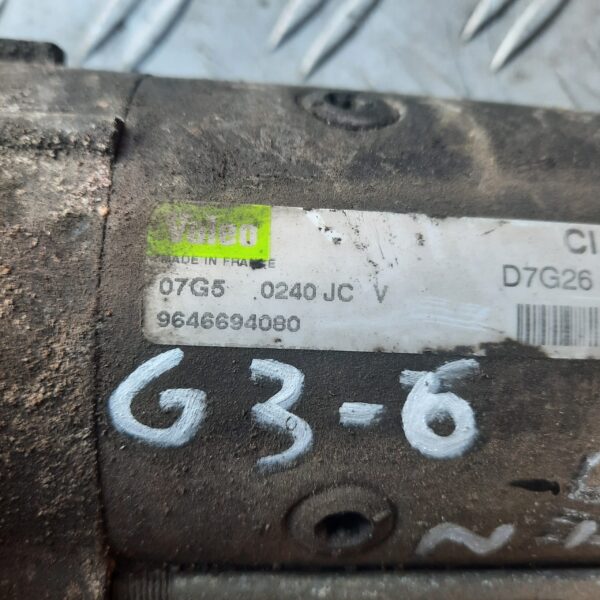 Valeo
MADE IN FRANCE
CI
07G5 0240 JC V
D7G26
9646694080
G3-6